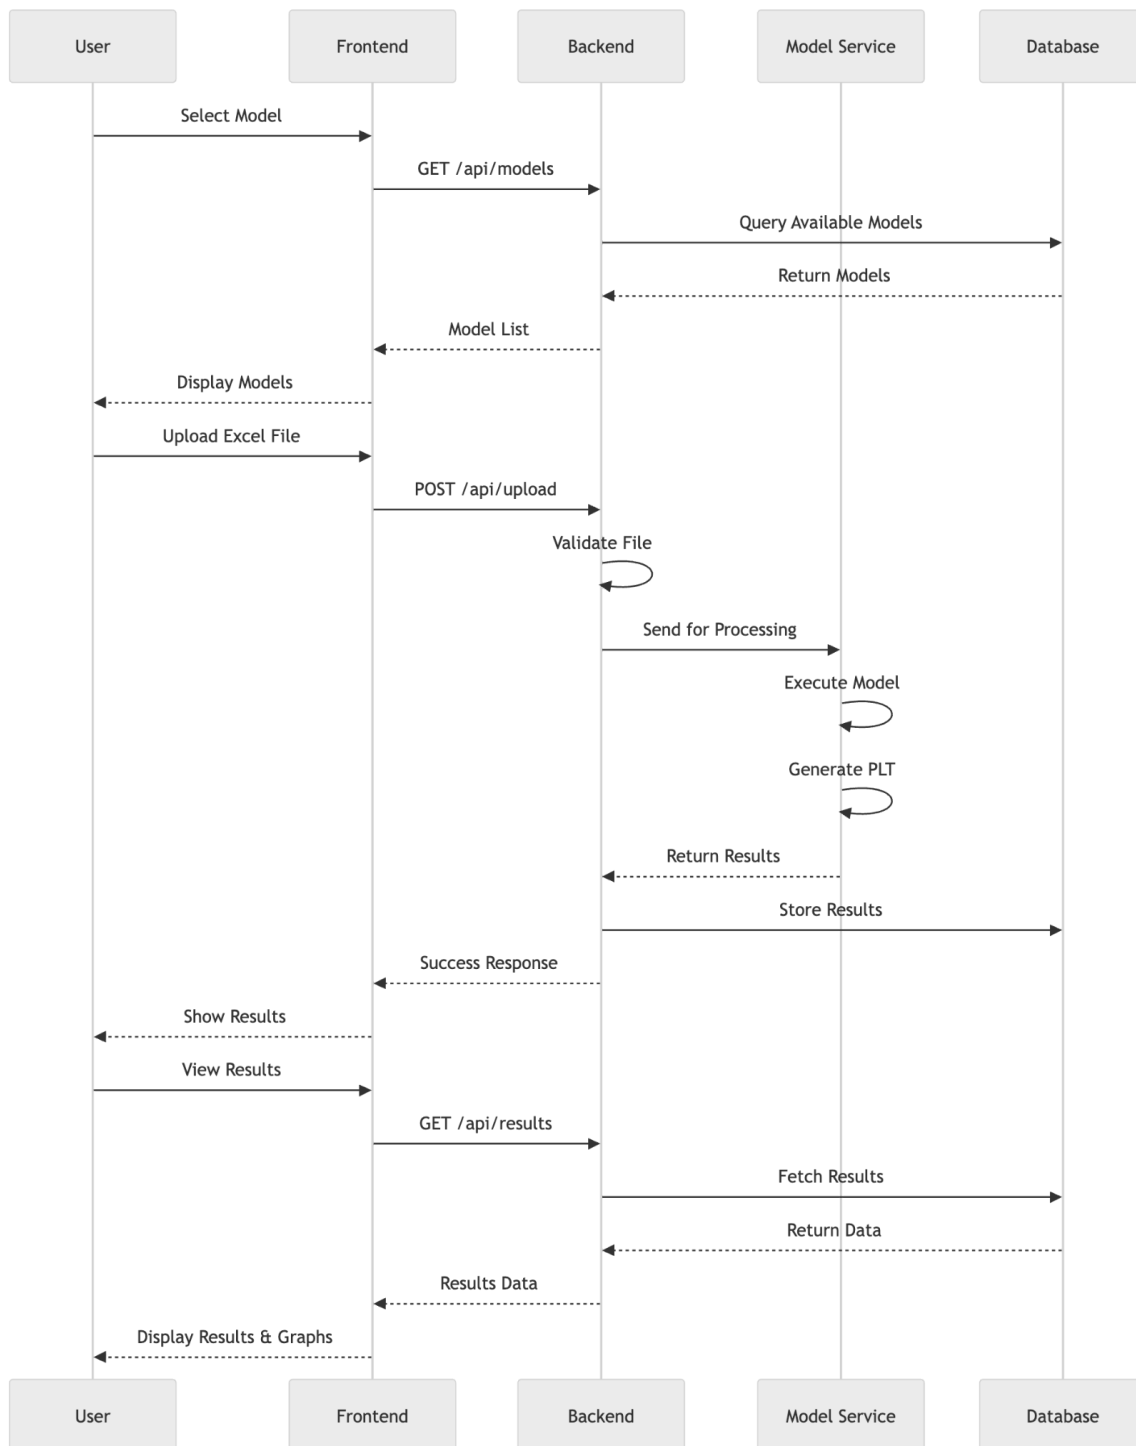 User
Frontend
Backend
Model Service
Database
Select Model
GET /api/models
Query Available Models
Return Models
Model List
Display Models
Upload Excel File
POST /api/upload
Validate File
Send for Processing
Execute Model
Generate PLT
Return Results
Store Results
Success Response
Show Results
View Results
GET /api/results
Fetch Results
Return Data
Results Data
Display Results & Graphs
User
Frontend
Backend
Model Service
Database